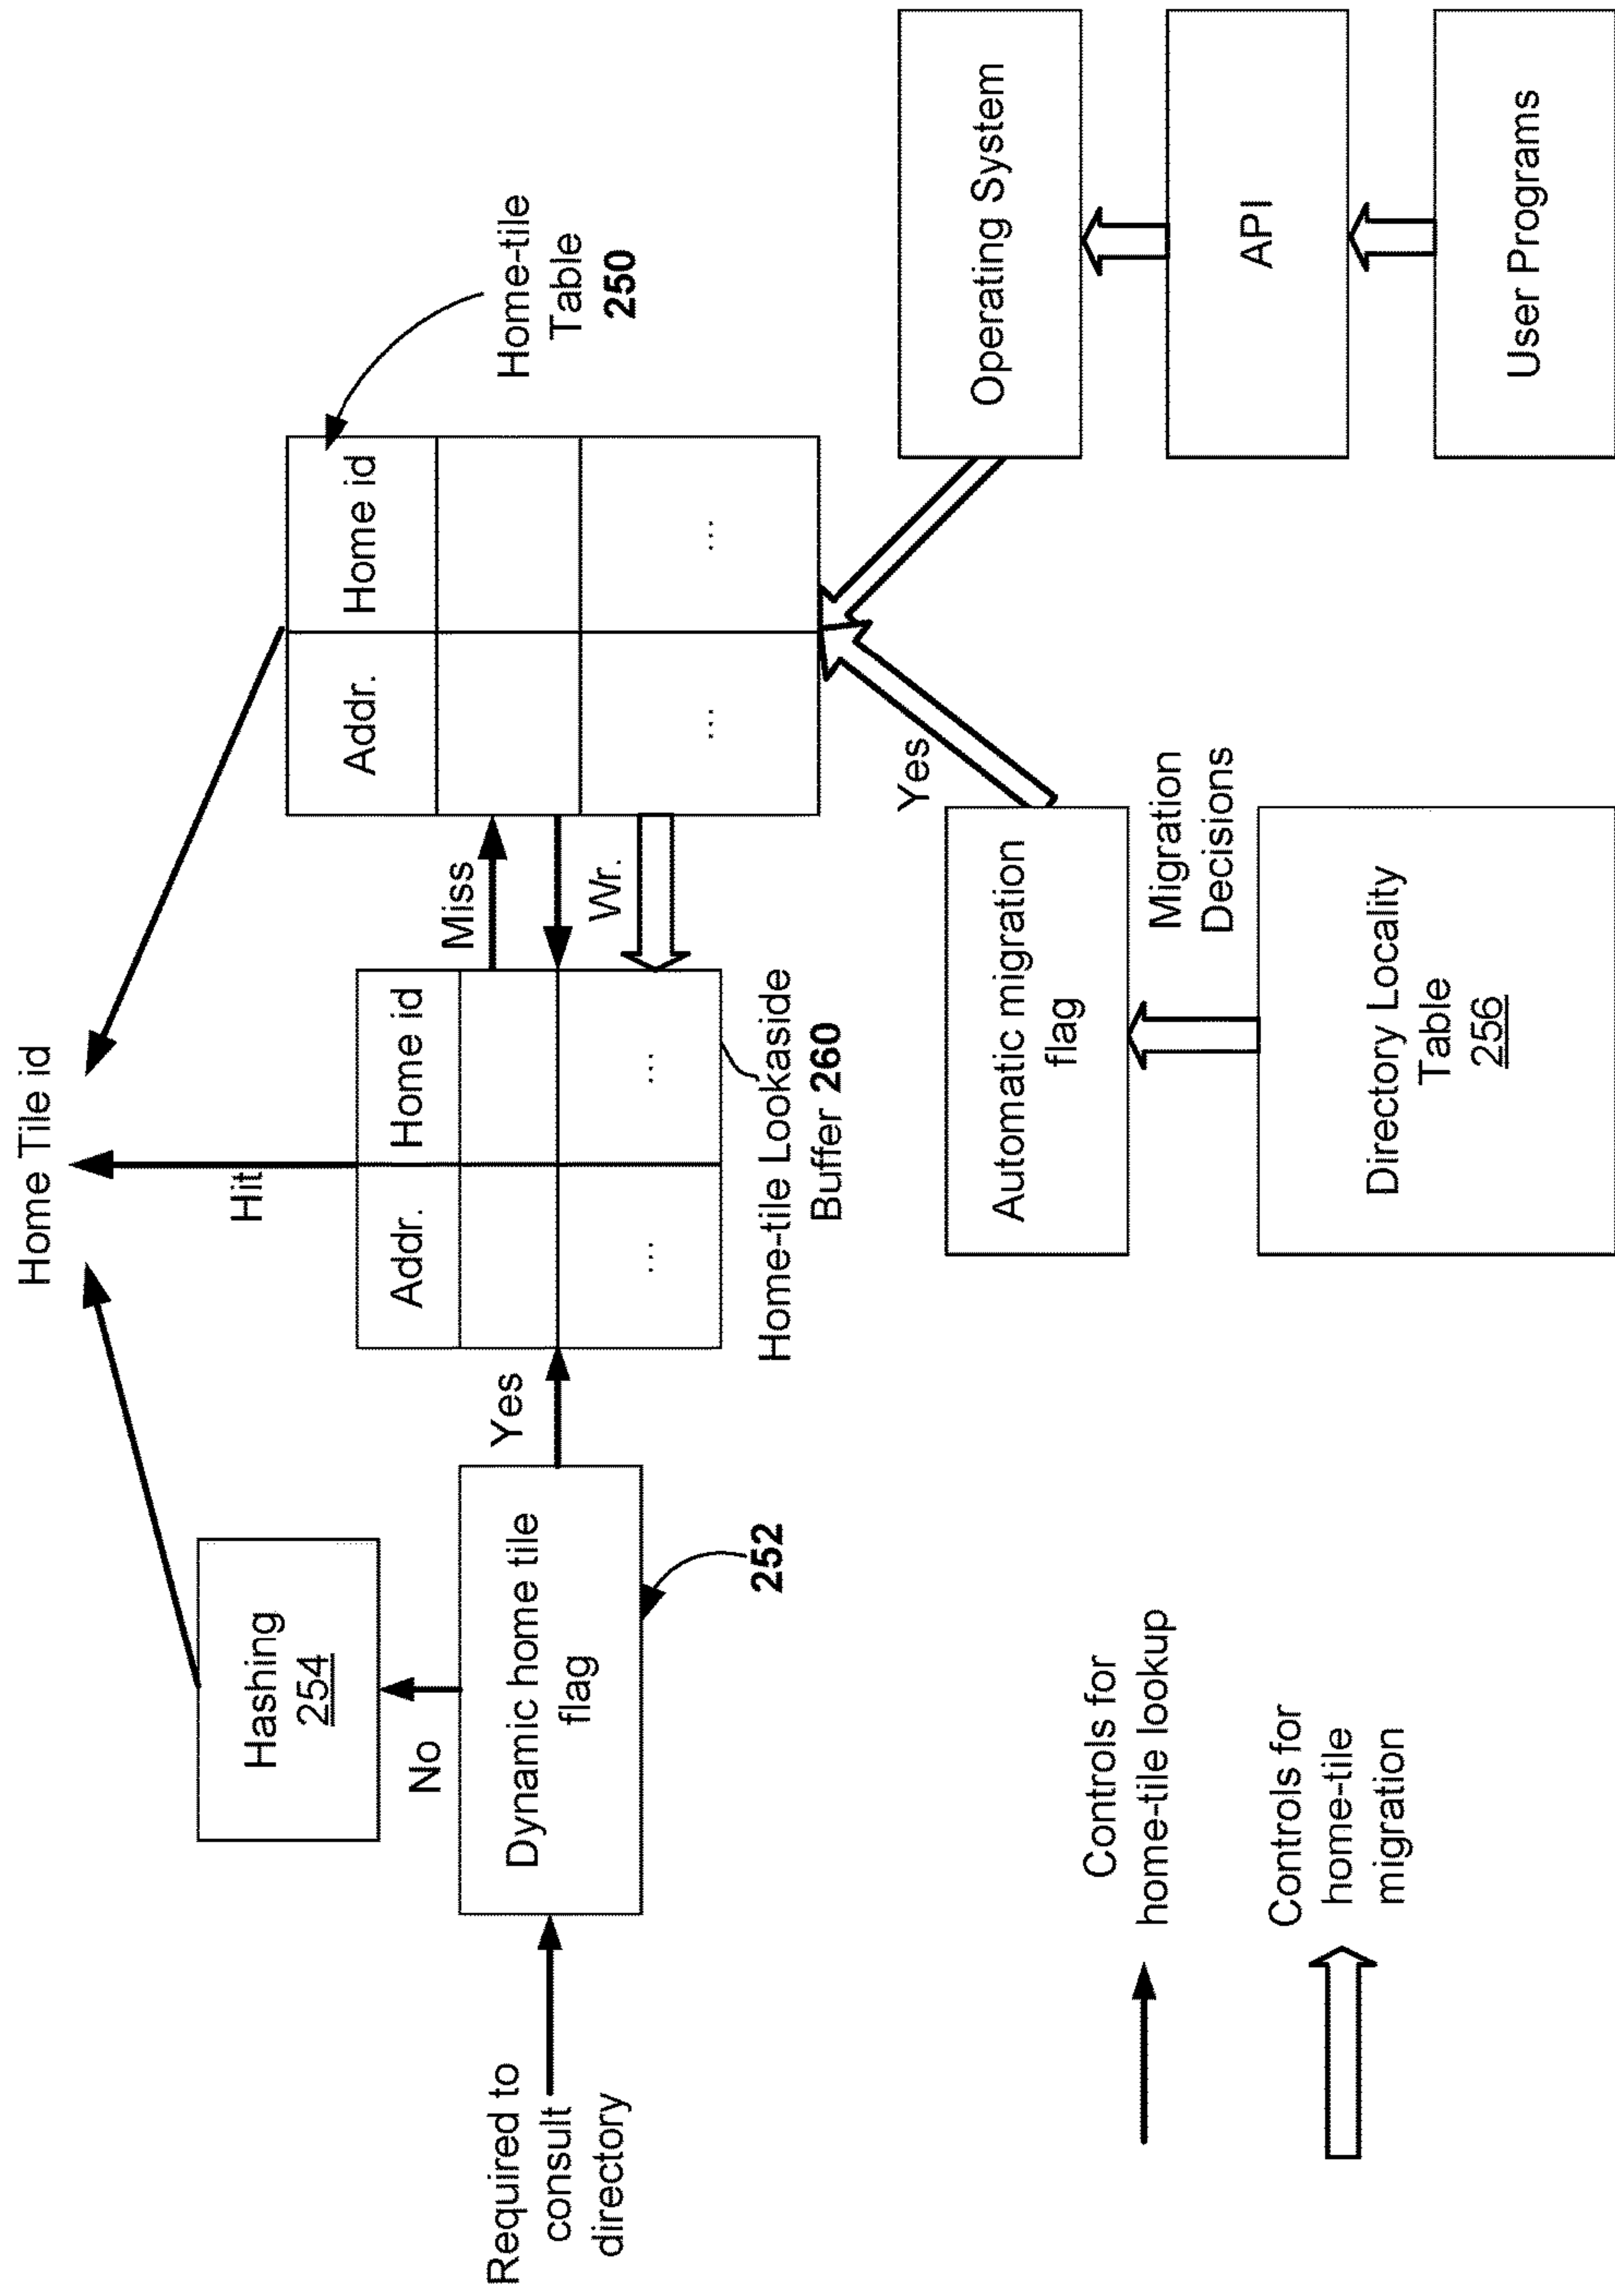 Home Tile id
Hashing
254
Hit
No
Required to
consult
directory
Dynamic home tile
flag
252
Yes
Addr.
Home id
...
...
Home-tile Lookaside
Buffer 260
Miss
Wr.
Addr.
Home id
...
...
Home-tile
Table
250
Yes
Automatic migration
flag
Migration
Decisions
Directory Locality
Table
256
Operating System
API
User Programs
Controls for
home-tile lookup
Controls for
home-tile
migration